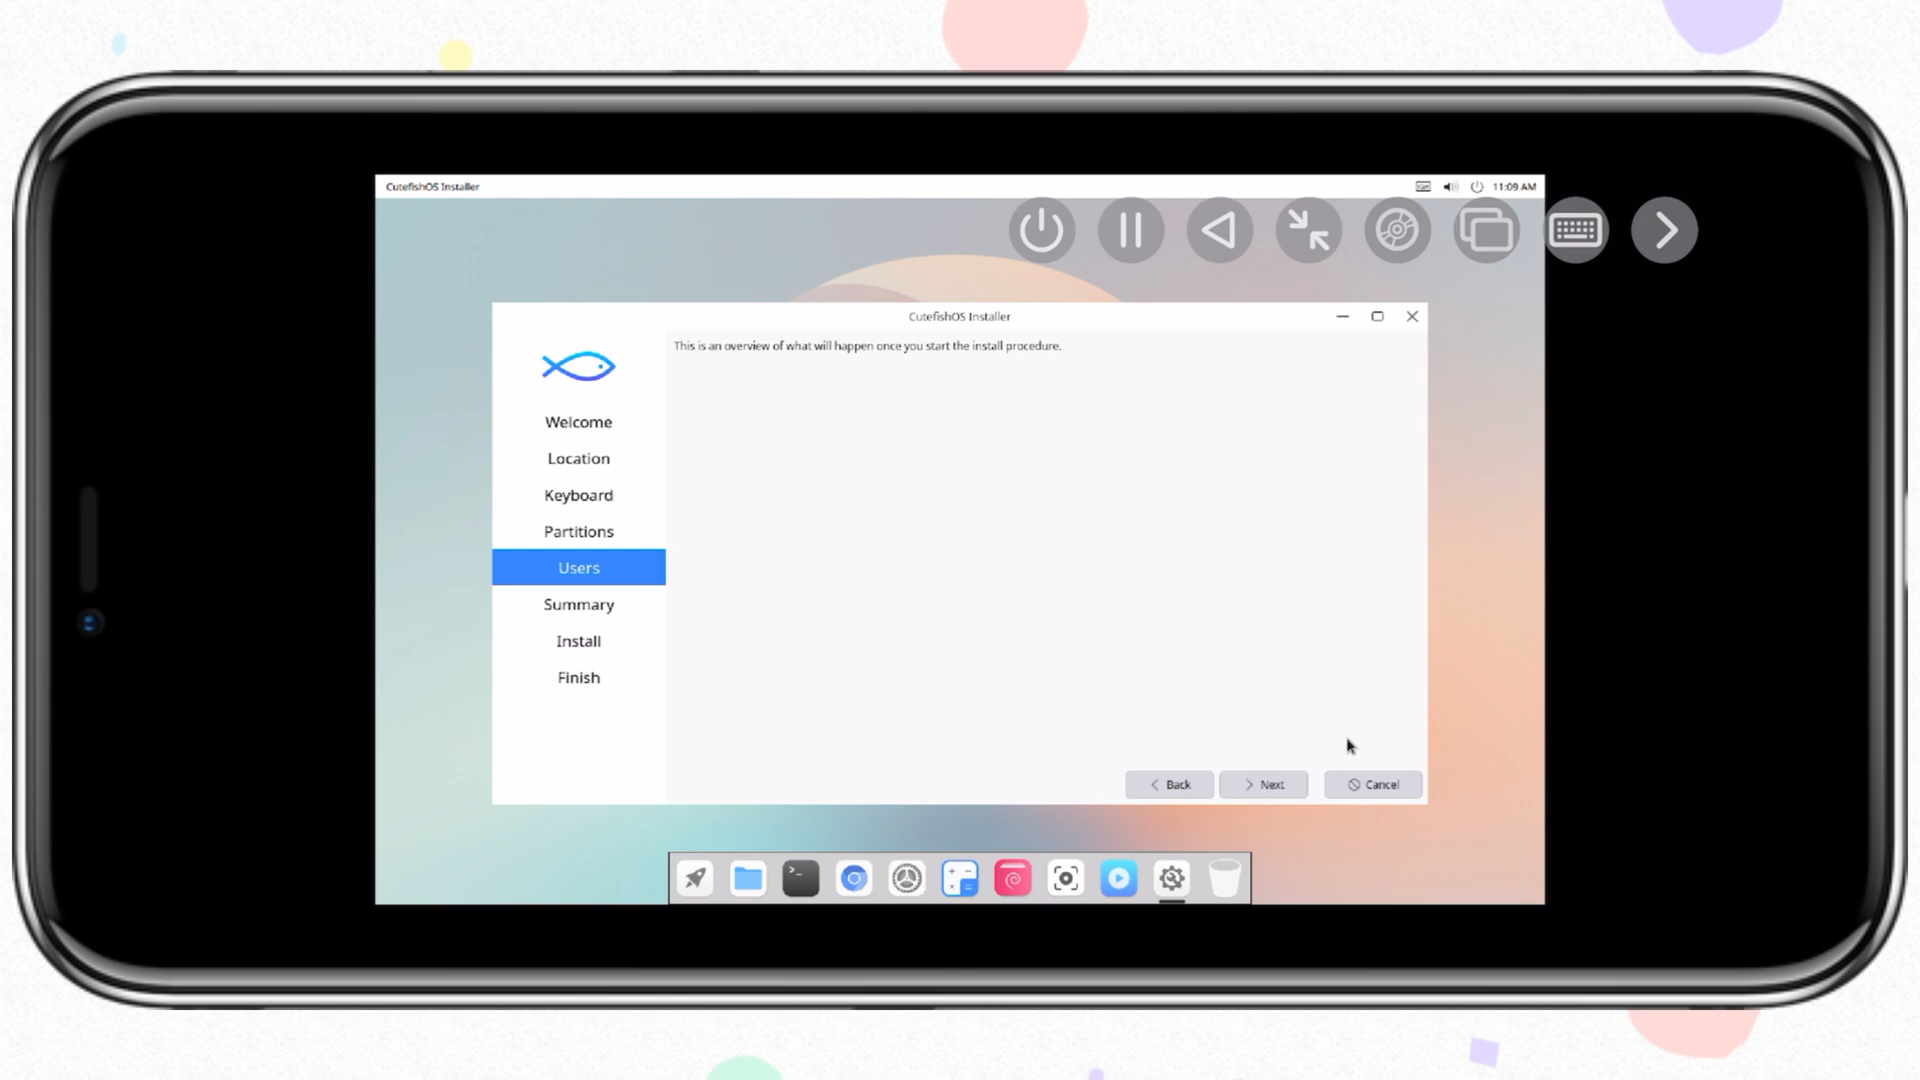 CutefishOS Installer
11:09 AM
CutefishOS Installer
This is an overview of what will happen once you start the install procedure.
Welcome
Location
Keyboard
Partitions
Users
Summary
Install
Finish
Back
Next
Cancel